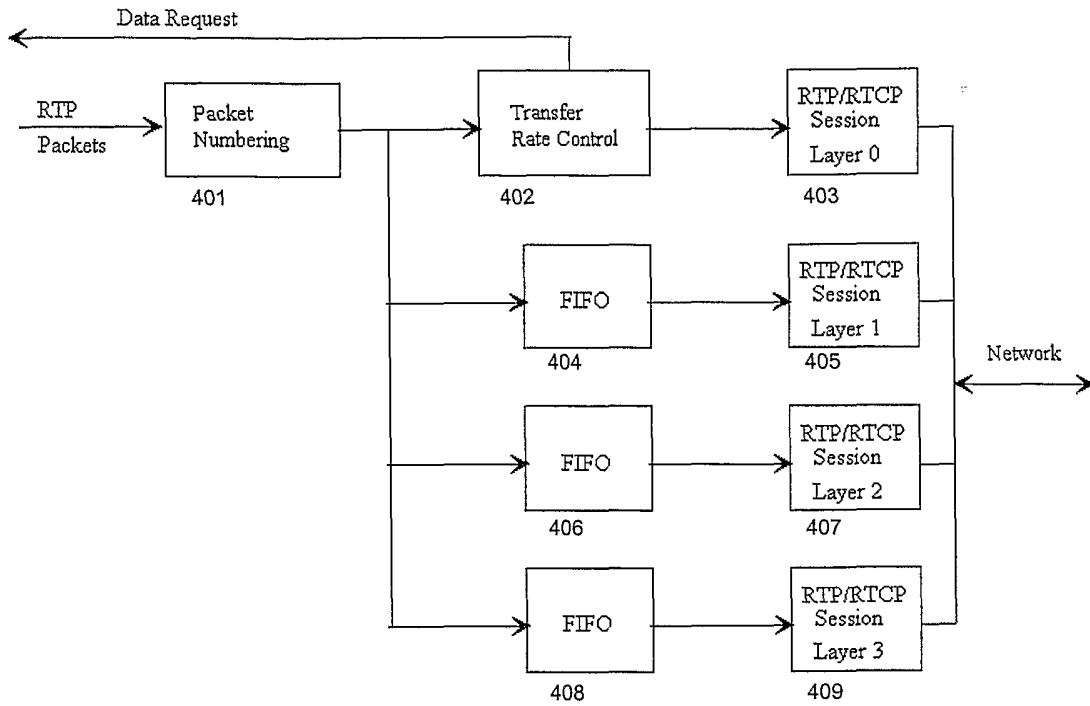 Data Request
RTP
Packets
Packet
Numbering
401
Transfer
Rate Control
402
RTP/RTCP
Session
Layer 0
403
FIFO
404
RTP/RTCP
Session
Layer 1
405
Network
FIFO
406
RTP/RTCP
Session
Layer 2
407
FIFO
408
RTP/RTCP
Session
Layer 3
409